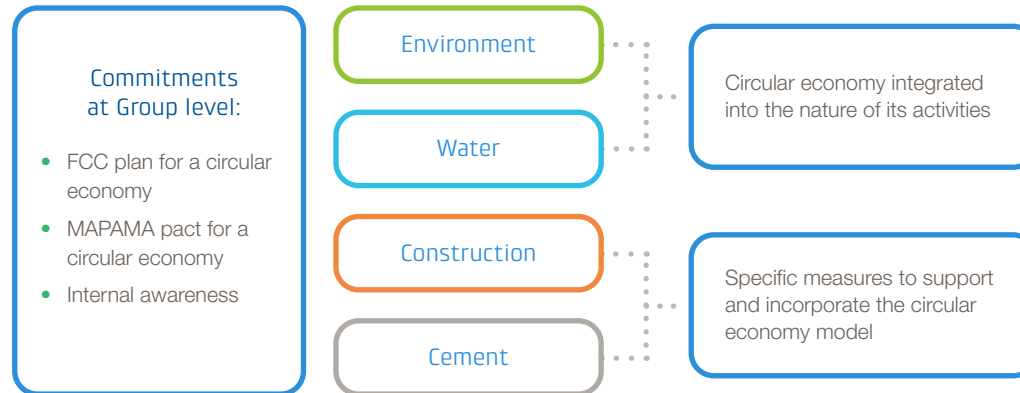 Commitments
at Group level:
• FCC plan for a circular
economy
• MAPAMA pact for a
circular economy
• Internal awareness
Environment
Water
Construction
Cement
Circular economy integrated
into the nature of its activities
Specific measures to support
and incorporate the circular
economy model